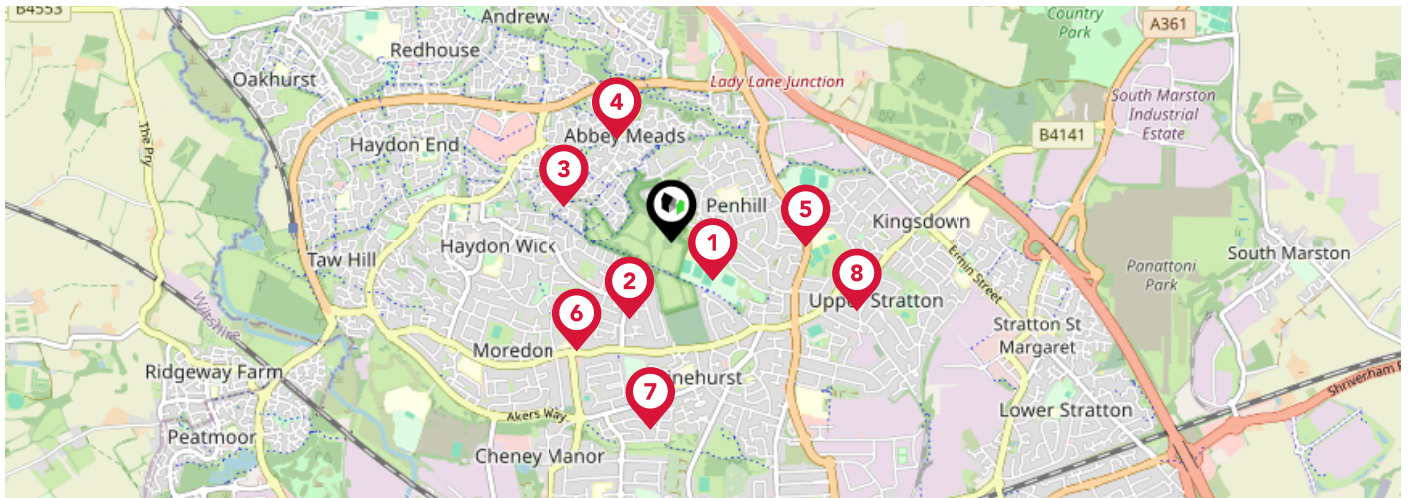 B4553
Andrew
Country
Park
A361
Redhouse
Oakhurst
Lady Lane Junction
South Marston
Industrial
Estate
4
The Pry
Abbey Meads
B4141
Haydon End
3
Penhill
5
Kingsdown
1
Haydon Wick
Taw Hill
Ermin Street
South Marston
Panattoni
Park
8
2
Upper Stratton
Wiltshire
6
Stratton St
Margaret
Moredon
Ridgeway Farm
inehurst
7
Shrivenham
Akers Way
Lower Stratton
Peatmoor
Cheney Manor